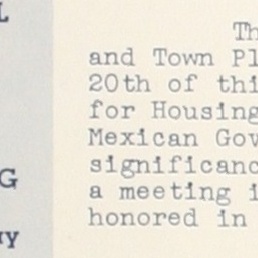 L
Th
and Town Pl
20th of thi
for Housing
Mexican Gov
significanc
a meeting i
G
honored in
y